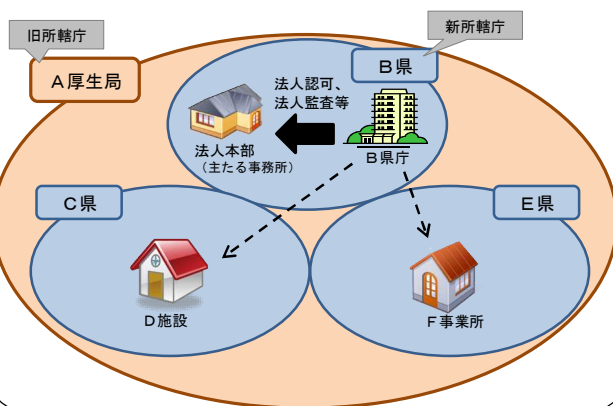 旧所轄庁
新所轄庁
A厚生局
B県
法人認可、
法人監査等
法人本部
（主たる事務所）
B県庁
C県
E県
D施設
F事業所